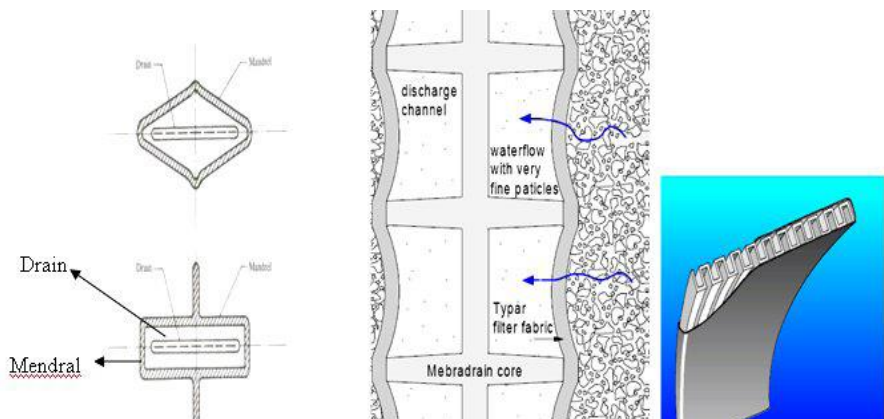 Drain
Mandrel
Drain
Mandrel
Drain
Mendral
discharge
channel
waterflow
with very
fine paticles
Typar
filter fabric
Mebradrain core